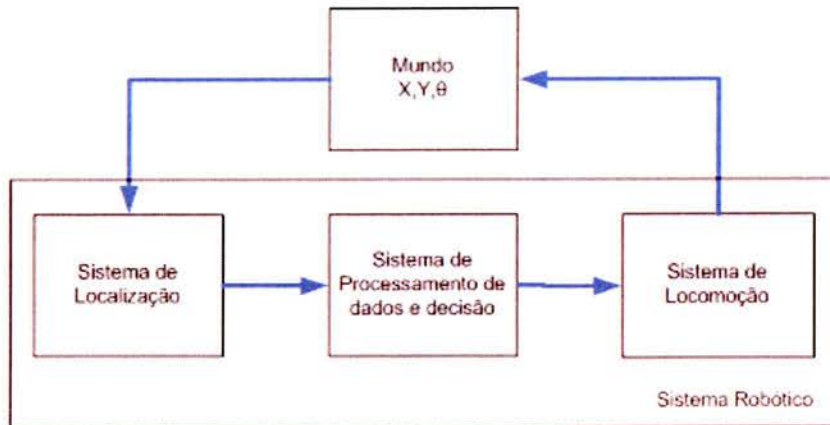 Mundo
X,Y,θ
Sistema de
Localização
Sistema de
Processamento de
dados e decisão
Sistema de
Locomoção
Sistema Robótico